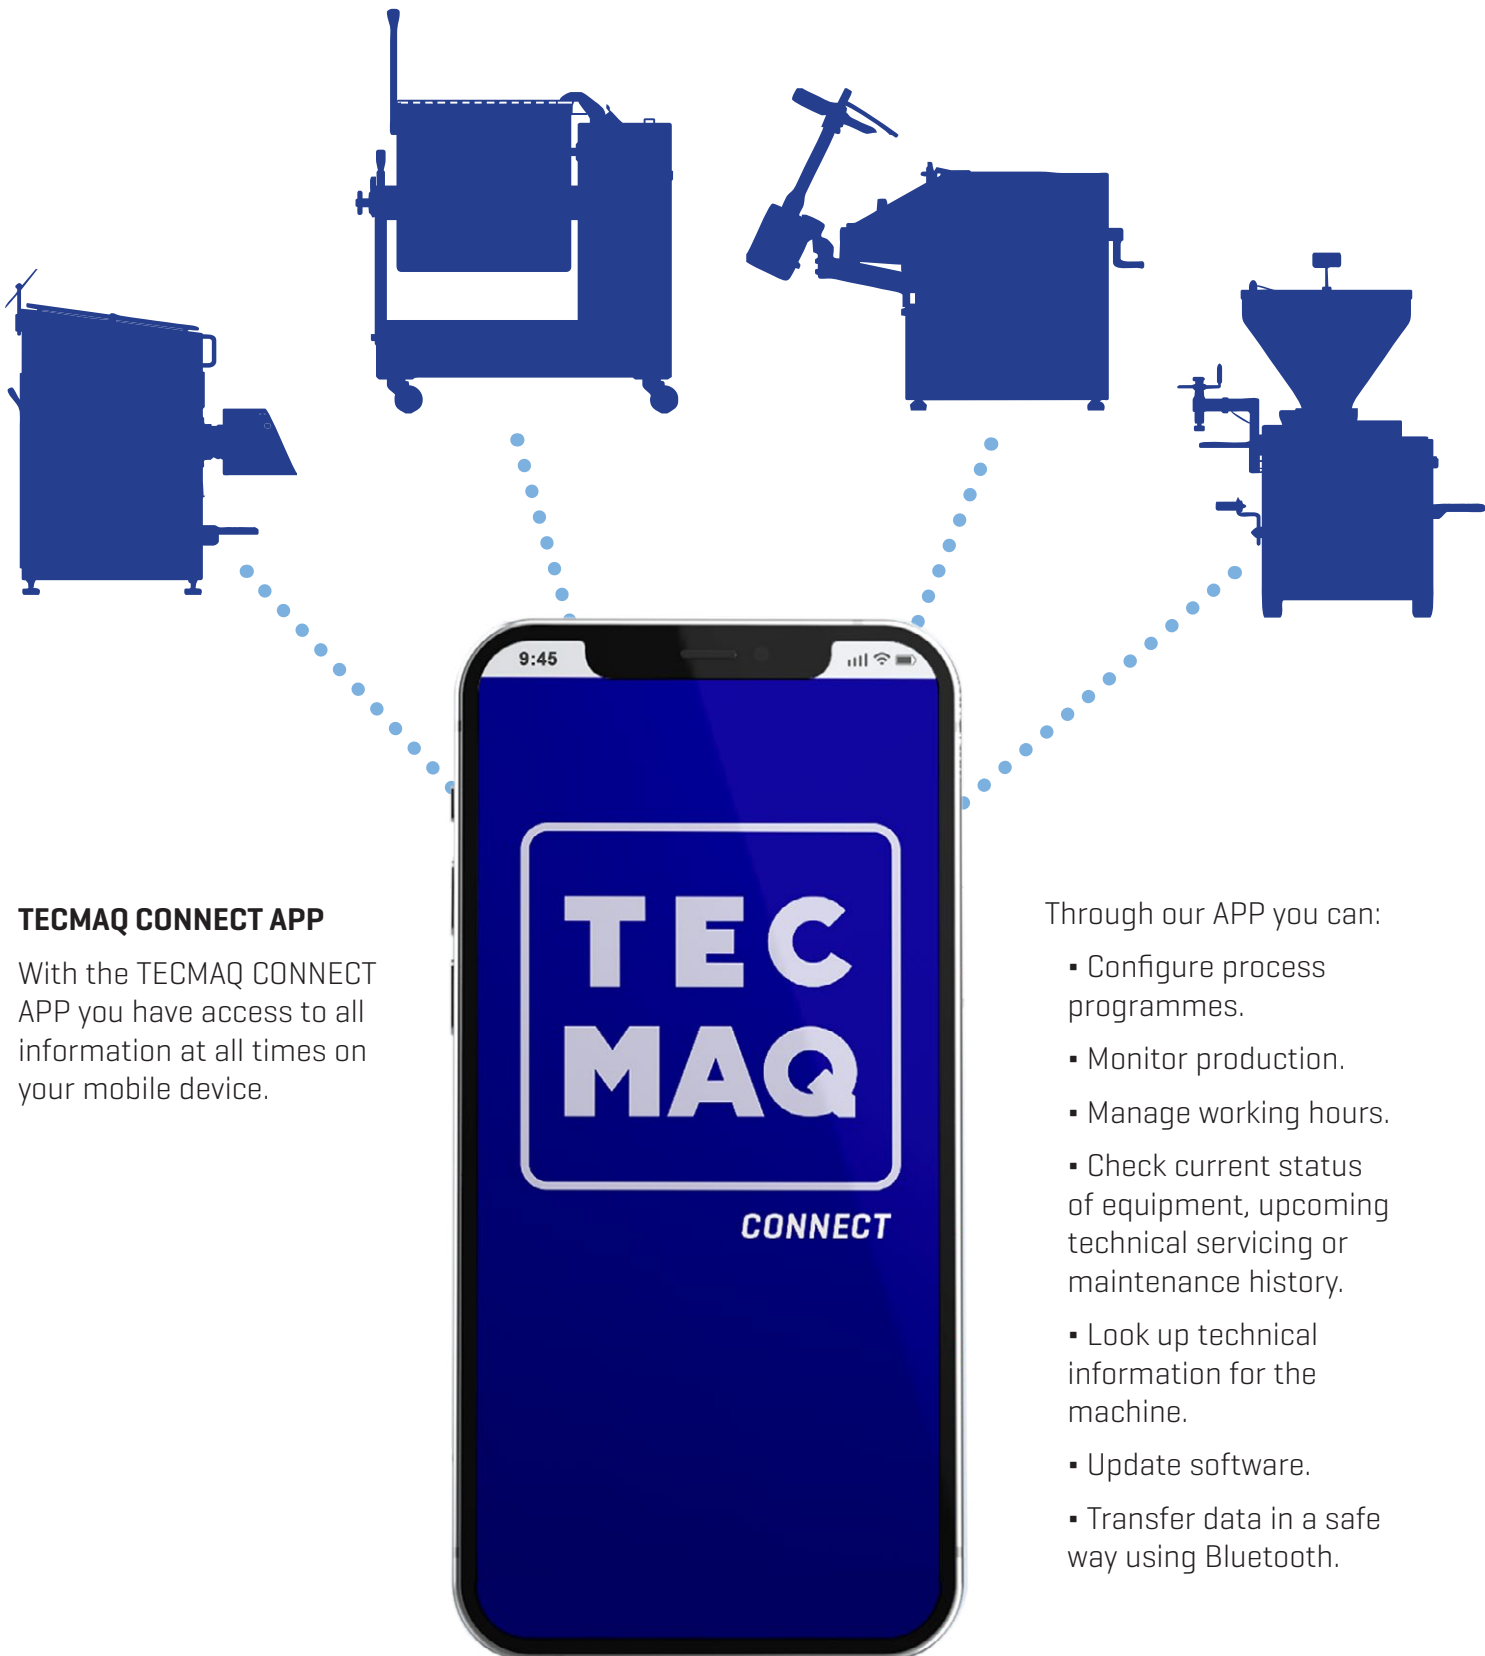 9:45
TEC
MAQ
CONNECT
TECMAQ CONNECT APP
With the TECMAQ CONNECT
APP you have access to all
information at all times on
your mobile device.
Through our APP you can:
▪ Configure process
programmes.
▪ Monitor production.
▪ Manage working hours.
▪ Check current status
of equipment, upcoming
technical servicing or
maintenance history.
▪ Look up technical
information for the
machine.
▪ Update software.
▪ Transfer data in a safe
way using Bluetooth.